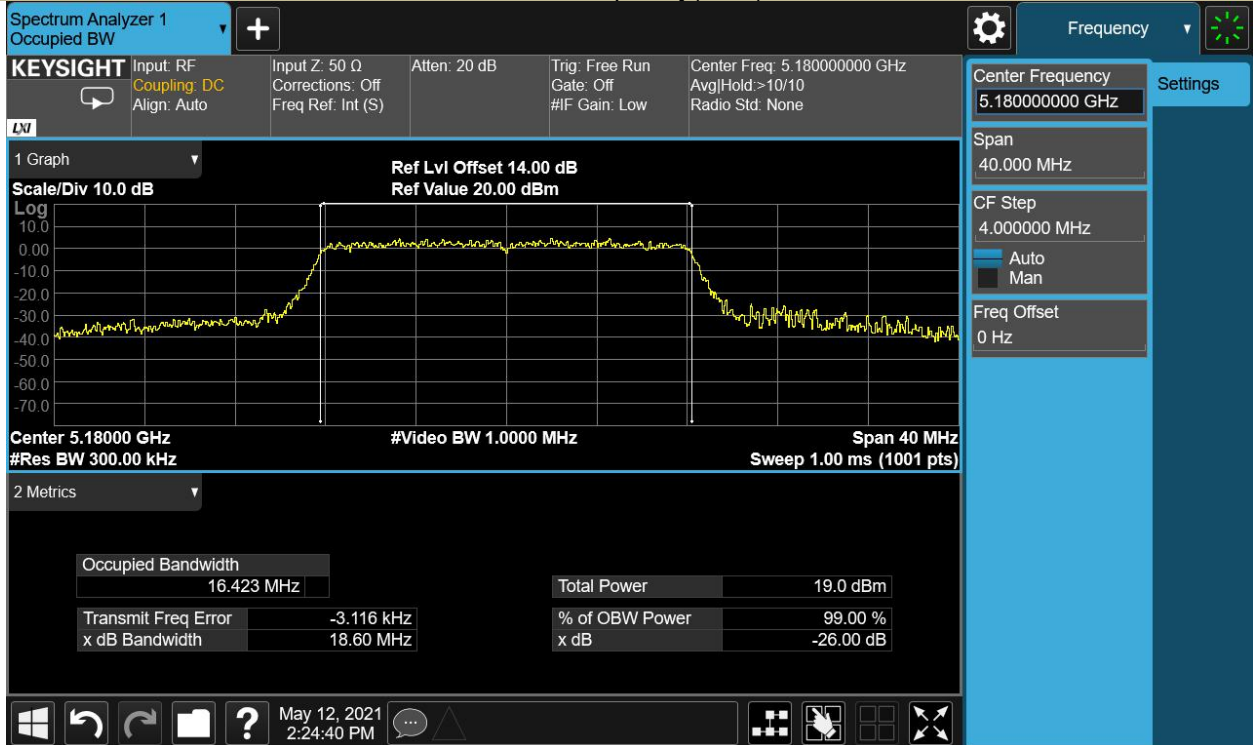 Spectrum Analyzer 1
Occupied BW
Frequency
KEYSIGHT
LXI
Input: RF
Coupling: DC
Align: Auto
Input Z: 50 Ω
Corrections: Off
Freq Ref: Int (S)
Atten: 20 dB
Trig: Free Run
Gate: Off
#IF Gain: Low
Center Freq: 5.180000000 GHz
Avg|Hold:>10/10
Radio Std: None
Center Frequency
5.180000000 GHz
Settings
Span
40.000 MHz
CF Step
4.000000 MHz
Auto
Man
Freq Offset
0 Hz
1 Graph
Scale/Div 10.0 dB
Ref Lvl Offset 14.00 dB
Ref Value 20.00 dBm
Log
10.0
0.00
-10.0
-20.0
-30.0
-40.0
-50.0
-60.0
-70.0
Center 5.18000 GHz
#Video BW 1.0000 MHz
Span 40 MHz
#Res BW 300.00 kHz
Sweep 1.00 ms (1001 pts)
2 Metrics
Occupied Bandwidth
16.423 MHz
Total Power 19.0 dBm
Transmit Freq Error -3.116 kHz
% of OBW Power 99.00 %
x dB Bandwidth 18.60 MHz
x dB -26.00 dB
?
May 12, 2021
2:24:40 PM